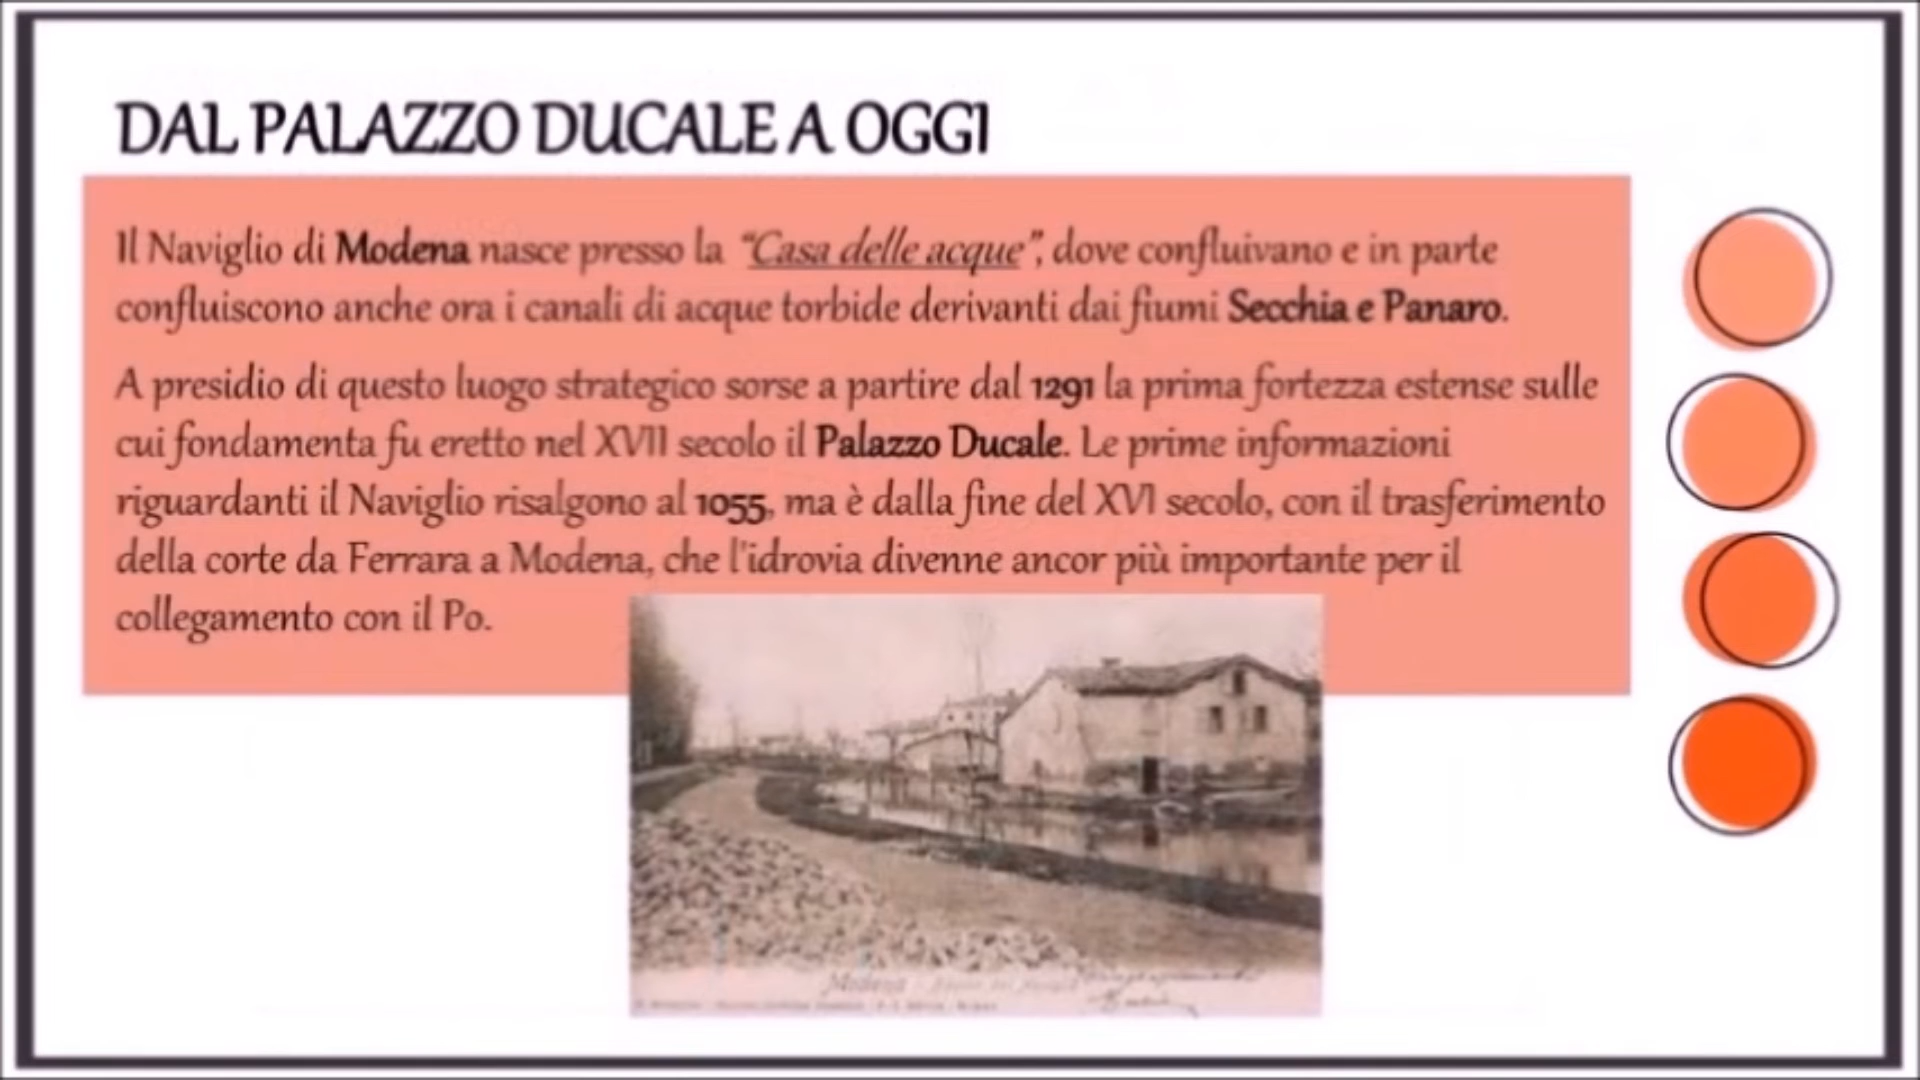 DAL PALAZZO DUCALE A OGGI
Il Naviglio di Modena nasce presso la “Casa delle acque”, dove confluivano e in parte
confluiscono anche ora i canali di acque torbide derivanti dai fiumi Secchia e Panaro.
A presidio di questo luogo strategico sorse a partire dal 1291 la prima fortezza estense sulle
cui fondamenta fu eretto nel XVII secolo il Palazzo Ducale. Le prime informazioni
riguardanti il Naviglio risalgono al 1055, ma è dalla fine del XVI secolo, con il trasferimento
della corte da Ferrara a Modena, che l'idrovia divenne ancor più importante per il
collegamento con il Po.
Modena